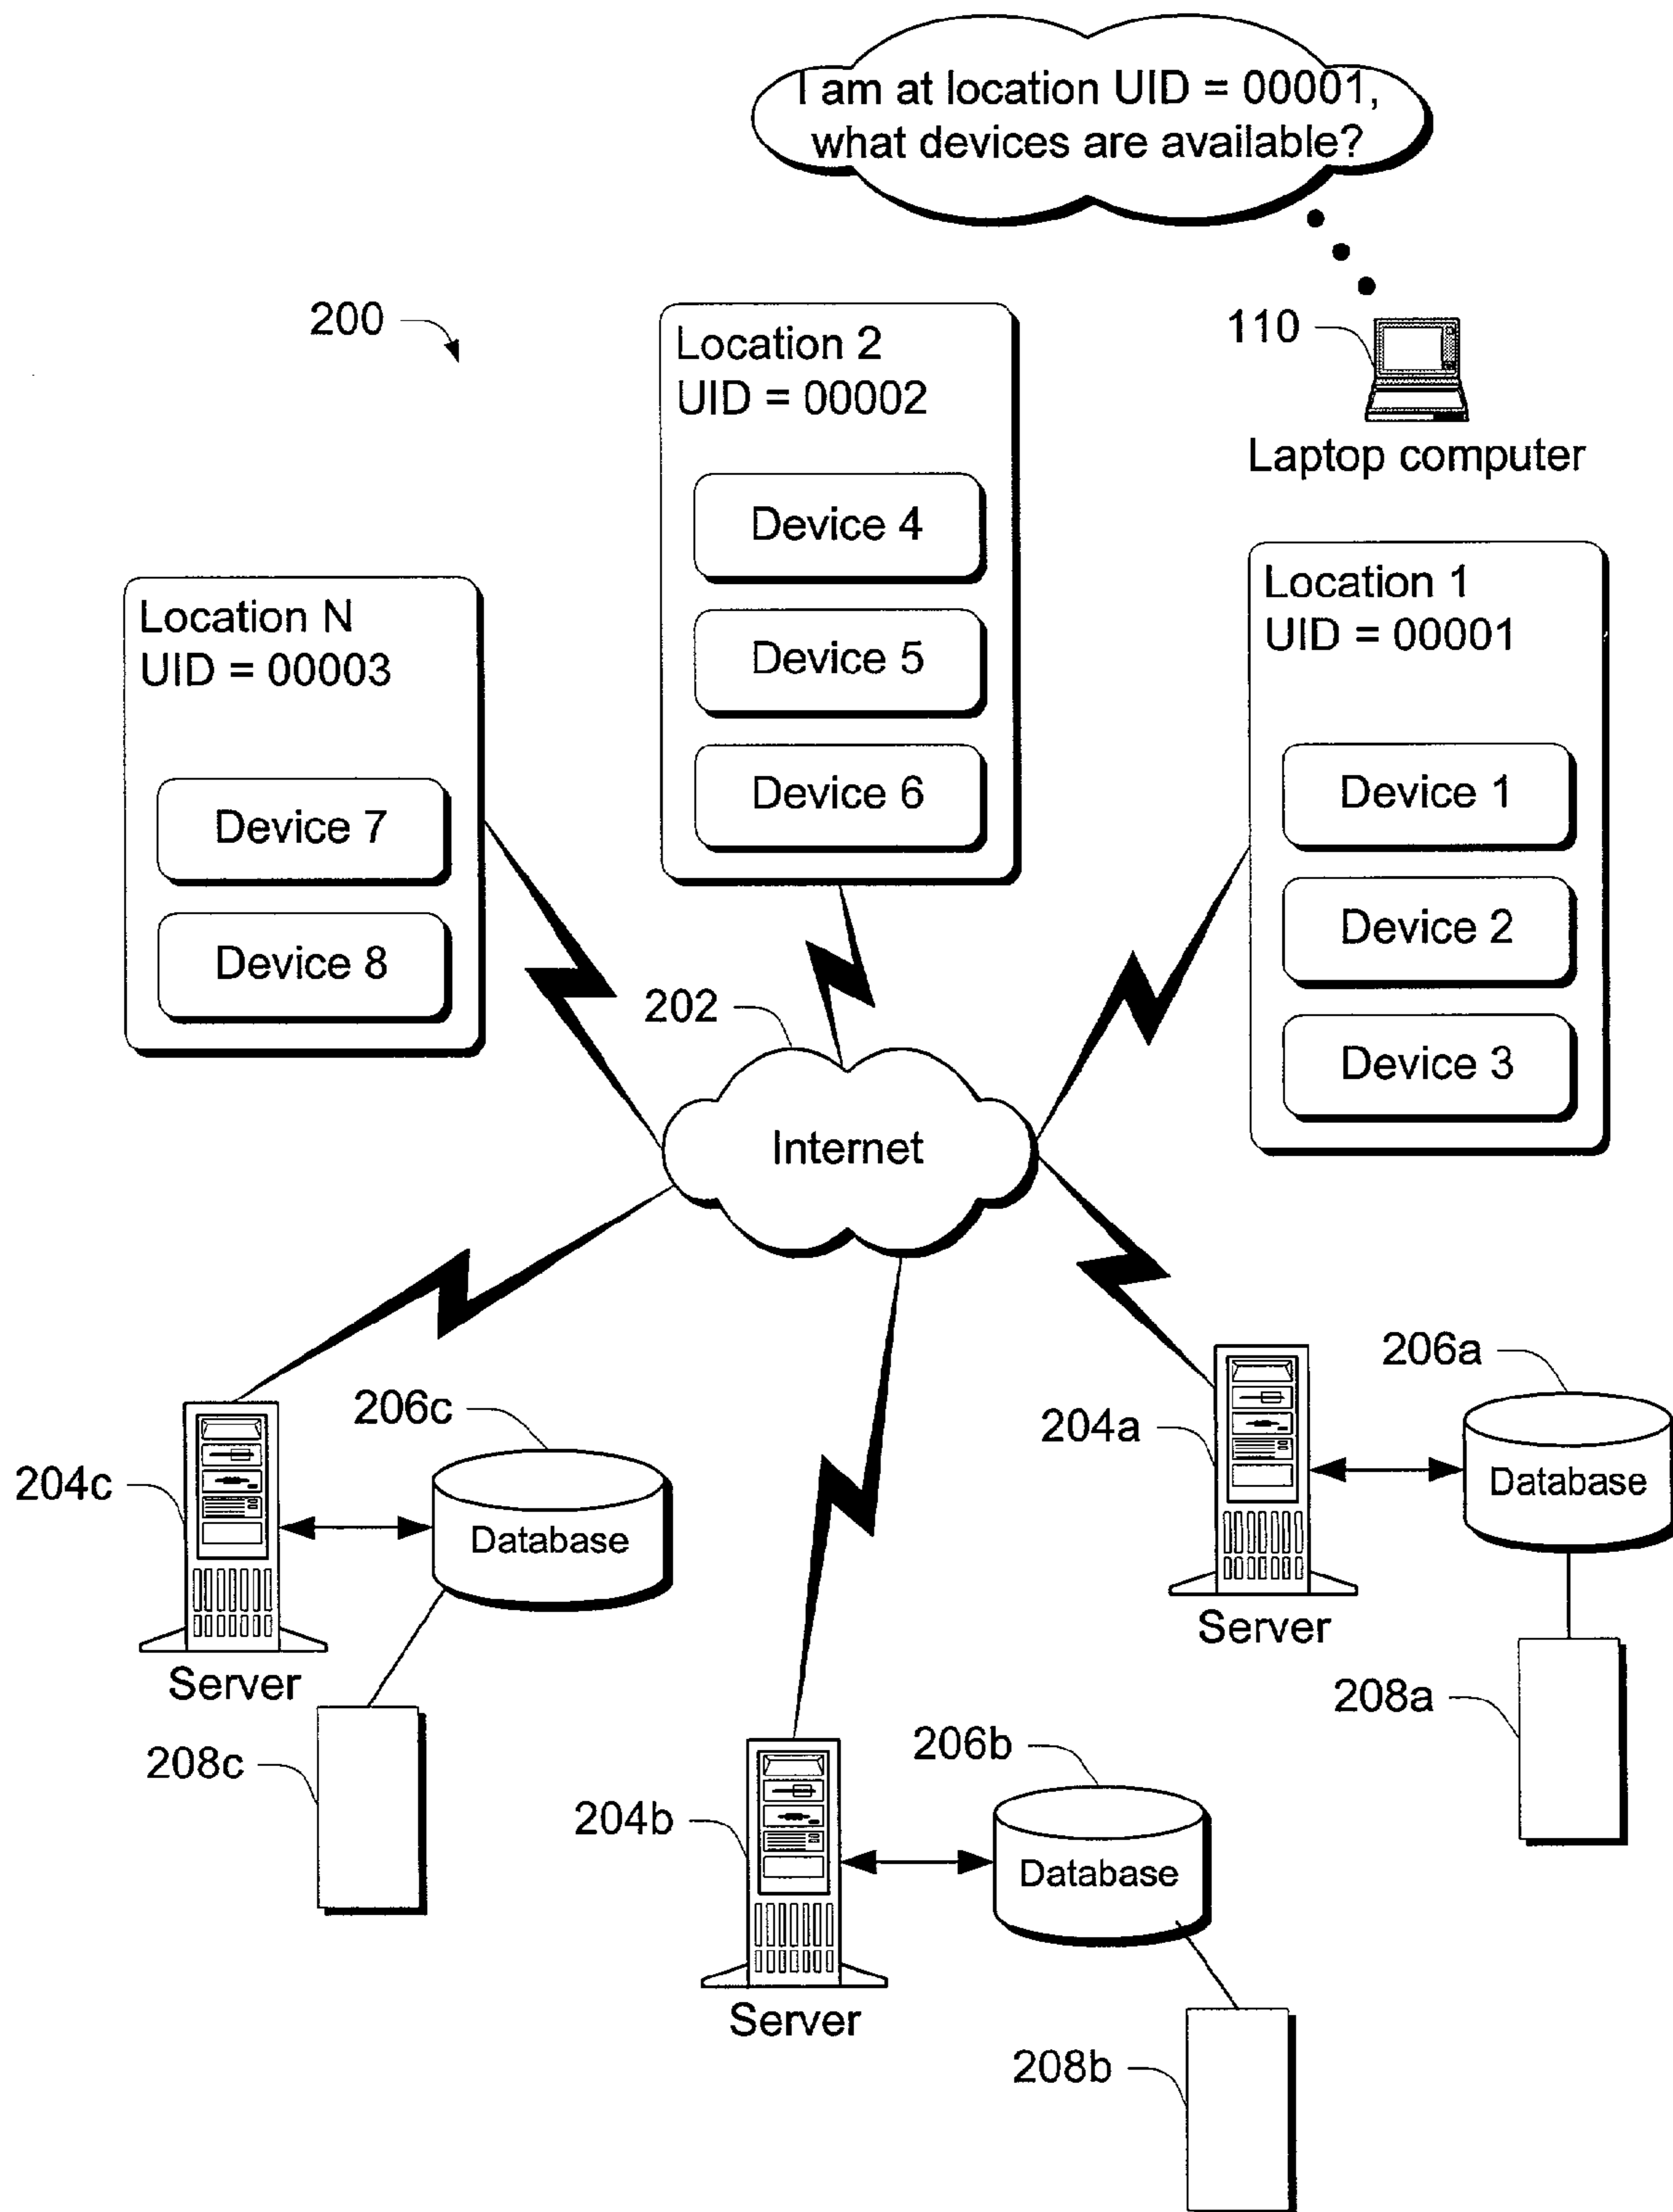 I am at location UID = 00001,
what devices are available?
200
110
Laptop computer
Location 2
UID = 00002
Device 4
Device 5
Device 6
Location 1
UID = 00001
Device 1
Device 2
Device 3
Location N
UID = 00003
Device 7
Device 8
202
Internet
206a
204a
Database
Server
208a
206c
204c
Database
Server
208c
206b
204b
Database
Server
208b